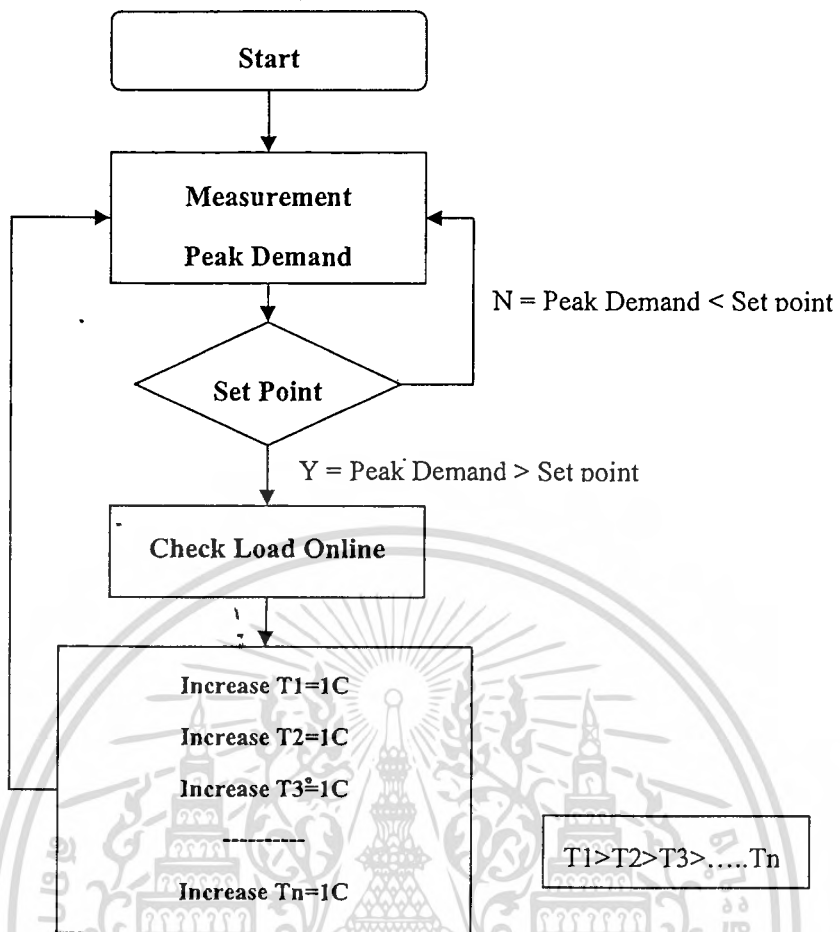 Start
Measurement
Peak Demand
N = Peak Demand < Set point
Set Point
Y = Peak Demand > Set point
Check Load Online
Increase T1=1C
Increase T2=1C
Increase T3=1C
----------
Increase Tn=1C
T1>T2>T3>…..Tn